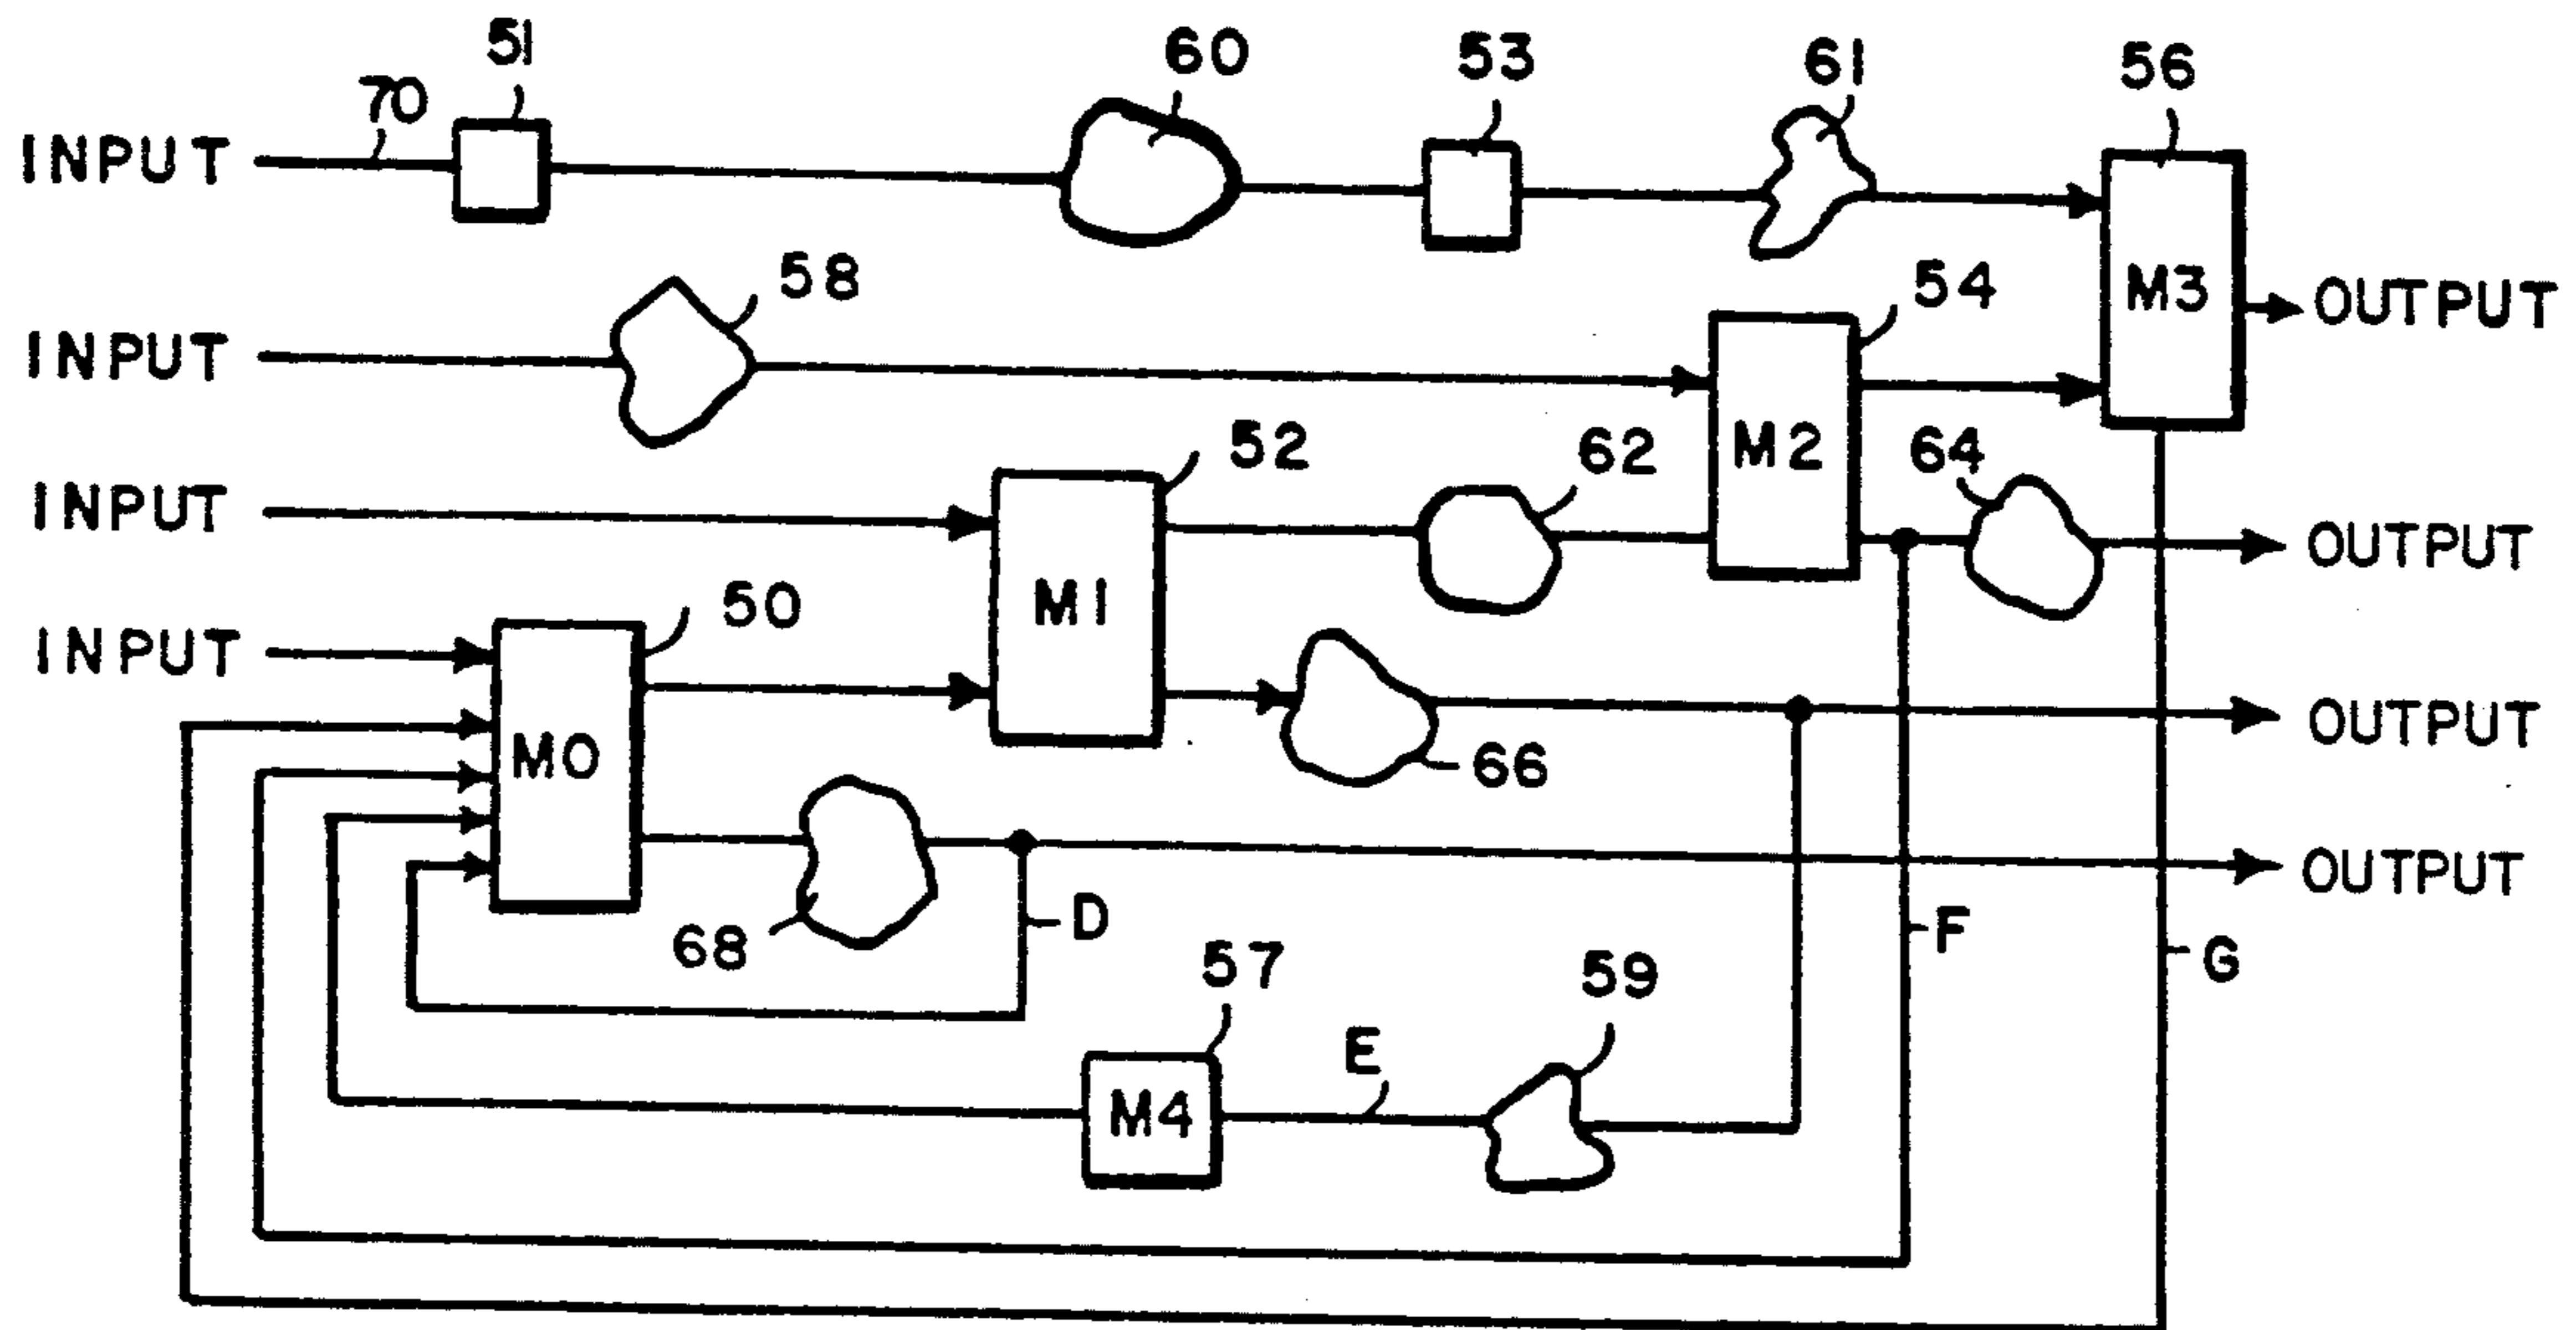 51
60
53
61
56
70
INPUT
58
54
M3
OUTPUT
INPUT
52
62
M2
64
INPUT
OUTPUT
50
M1
INPUT
66
OUTPUT
M0
68
D
OUTPUT
57
59
F
G
E
M4